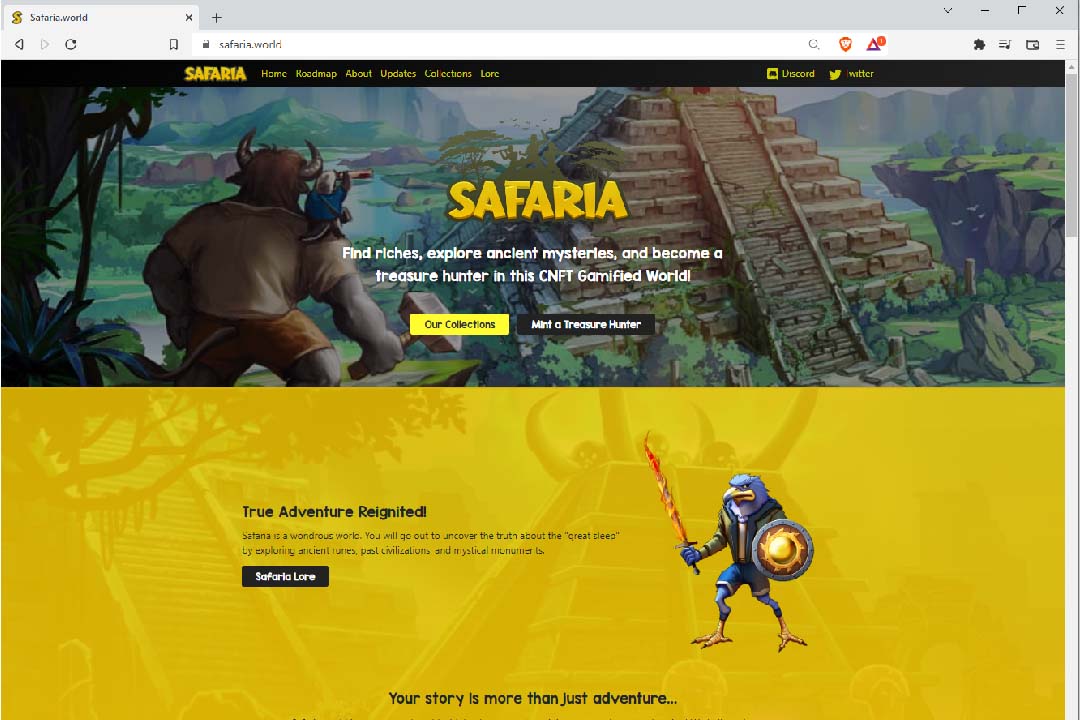 Safaria.world
safaria.world
SAFARIA Home Roadmap About Updates Collections Lore Discord Twitter
SAFARIA
Find riches, explore ancient mysteries, and become a
treasure hunter in this CNFT Gamified World!
Our Collections Mint a Treasure Hunter
True Adventure Reignited!
Safaria is a wondrous world. You will go out to uncover the truth about the "great sleep"
by exploring ancient runes, past civilizations, and mystical monuments.
Safaria Lore
Your story is more than just adventure...